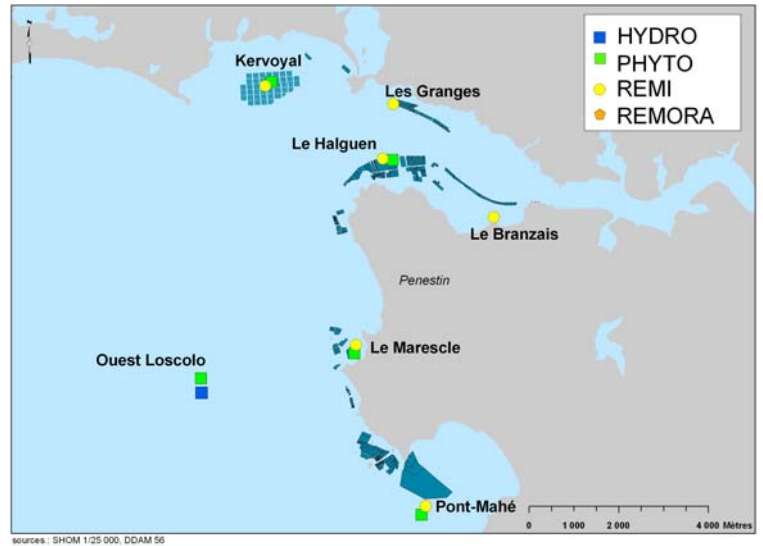 HYDRO
PHYTO
REMI
REMORA
Kervoyal
Les Granges
Le Halguen
Le Branzais
Penestin
Le Marescle
Ouest Loscolo
Pont-Mahé
0 1 000 2 000 4 000 Mètres
sources : SHOM 1/25 000, DDAM 56